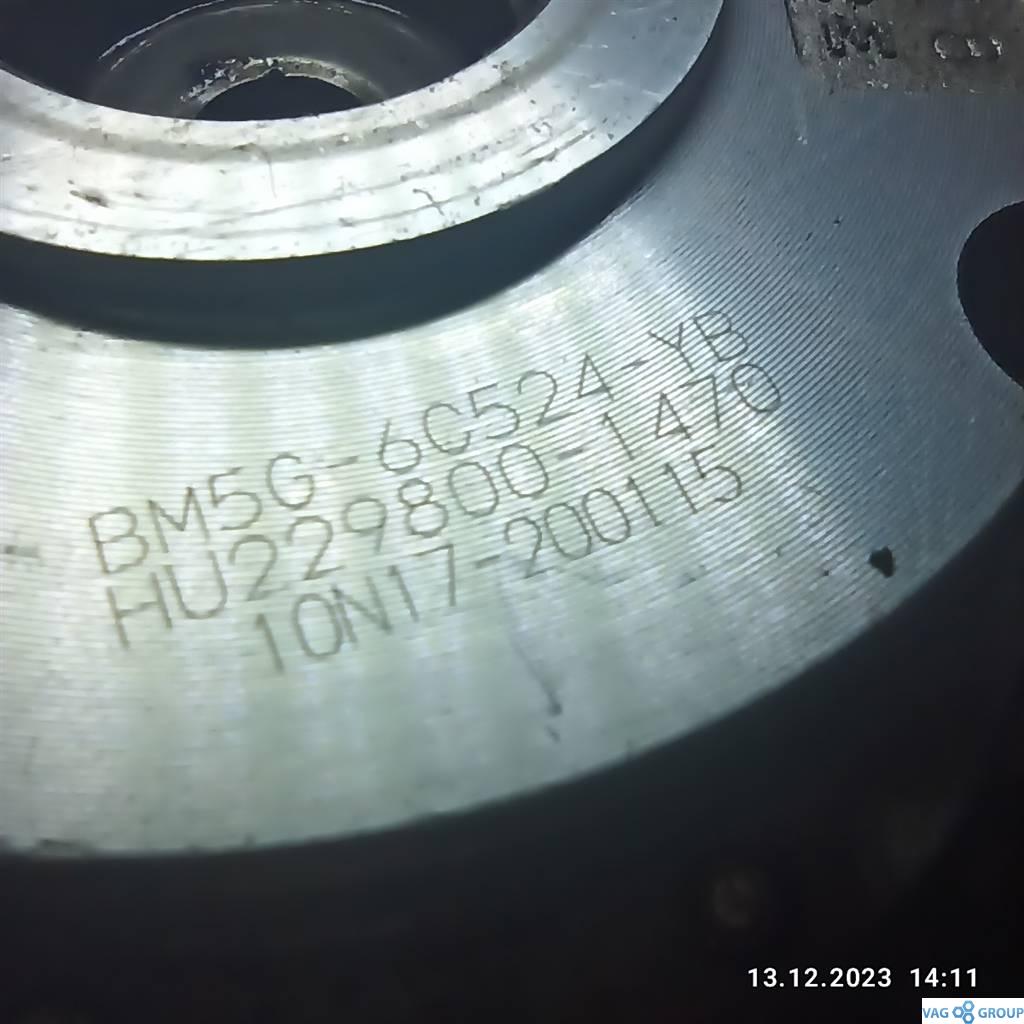 BM5G-6C524-YB
HU229800-1470
10N17-200115
13.12.2023 14:11
VAG GROUP